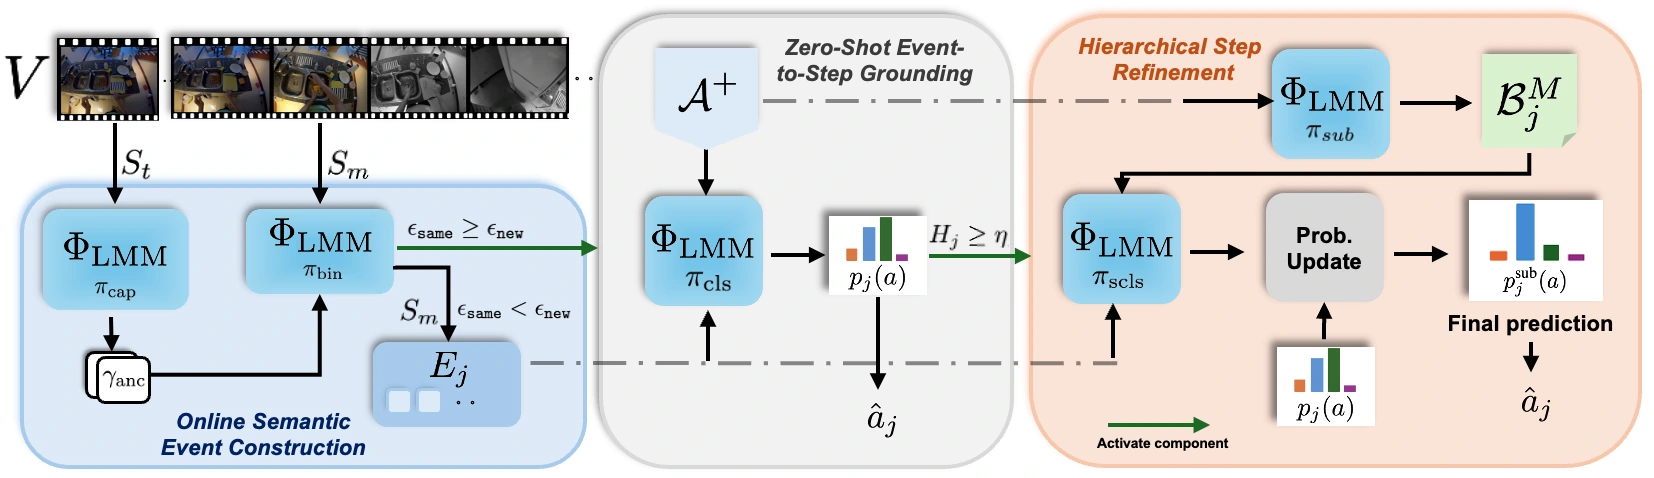 V
· ·
S_t
S_m
Φ_LMM
π_cap
γ_anc
Φ_LMM
π_bin
ϵ_same ≥ ϵ_new
S_m
ϵ_same < ϵ_new
E_j
· ·
Online Semantic
Event Construction
Zero-Shot Event-
to-Step Grounding
𝒜⁺
Φ_LMM
π_cls
p_j(a)
H_j ≥ η
â_j
Hierarchical Step
Refinement
Φ_LMM
π_sub
ℬ_j^M
Φ_LMM
π_scls
Prob.
Update
p_j(a)
p_j^sub(a)
Final prediction
â_j
Activate component